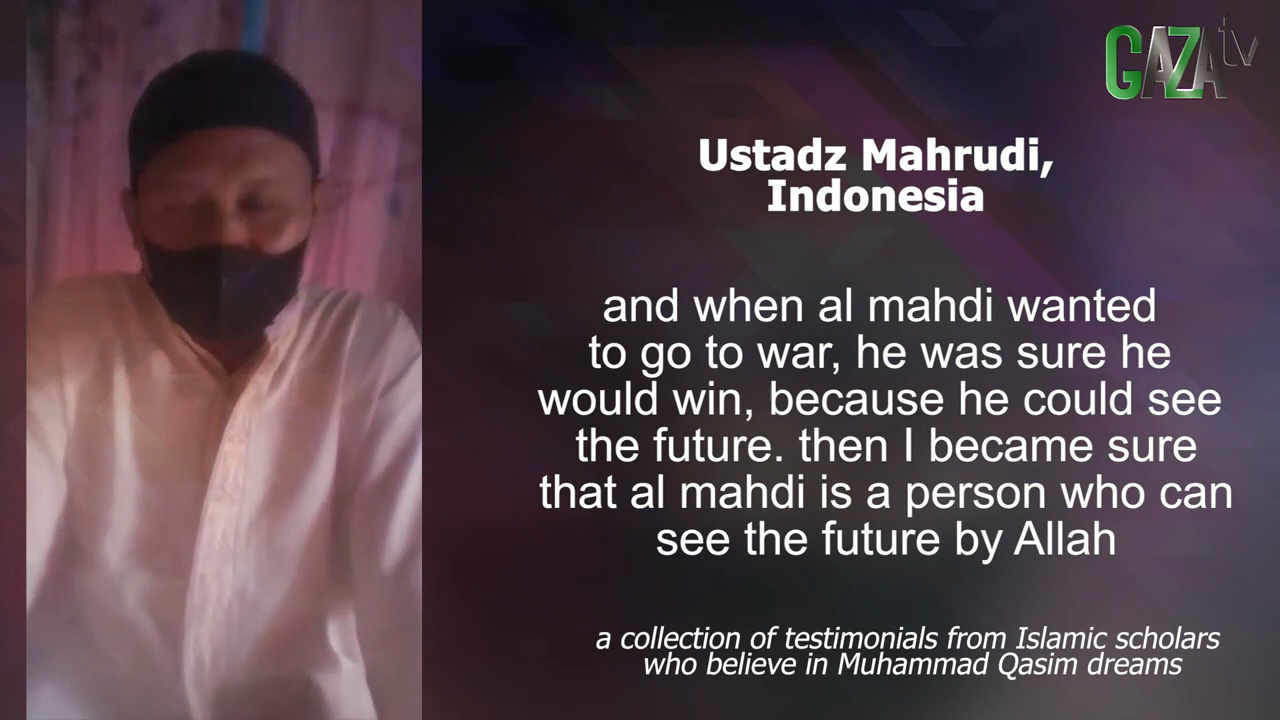 GAZA tv
Ustadz Mahrudi,
Indonesia
and when al mahdi wanted
to go to war, he was sure he
would win, because he could see
the future. then I became sure
that al mahdi is a person who can
see the future by Allah
a collection of testimonials from Islamic scholars
who believe in Muhammad Qasim dreams